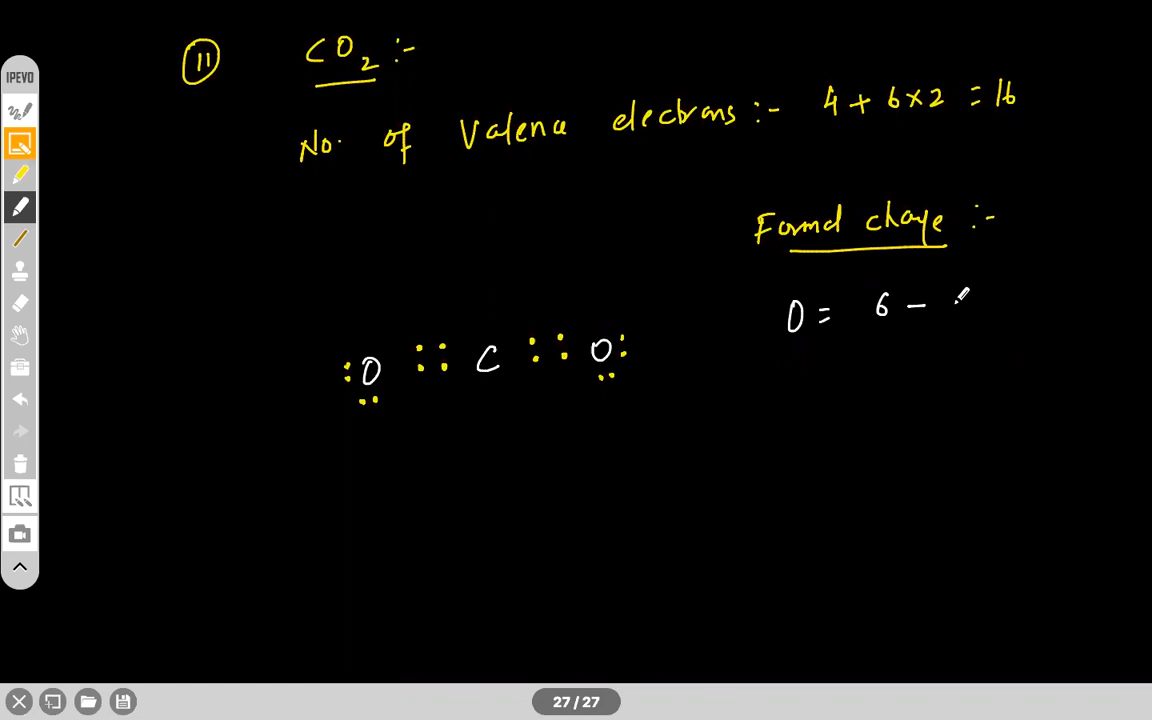 IPEVO
11 CO2 :-
No. of Valence electrons :- 4 + 6 x 2 = 16
Formal charge :-
O = 6 -
:O :: C :: O:
27 / 27